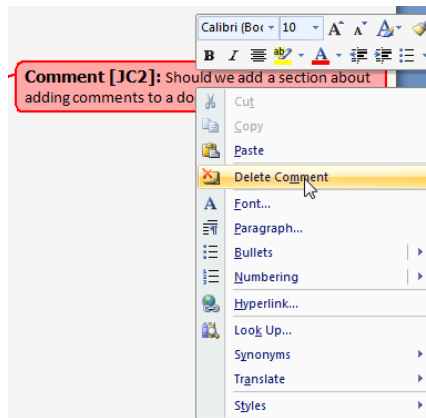 Calibri (Boc 10 A A A
B I ab A
Comment [JC2]: Should we add a section about
adding comments to a do
Cut
Copy
Paste
Delete Comment
A Font...
Paragraph...
Bullets
Numbering
Hyperlink...
Look Up...
Synonyms
Translate
Styles